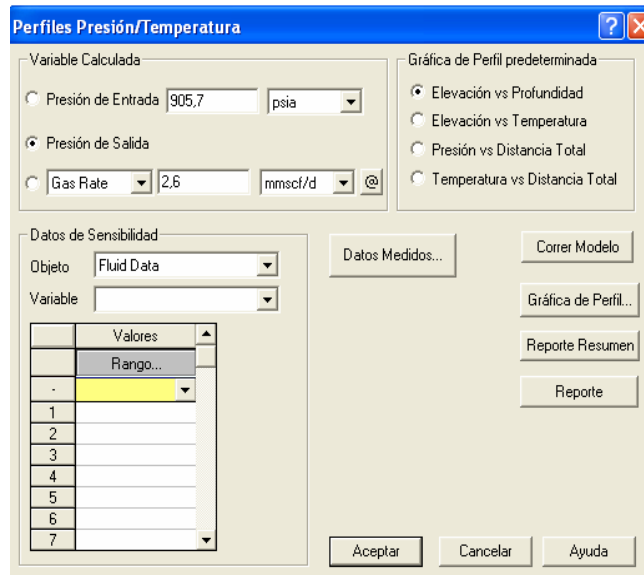 Perfiles Presión/Temperatura
Variable Calculada
Presión de Entrada 905,7 psia
Presión de Salida
Gas Rate 2,6 mmscf/d @
Gráfica de Perfil predeterminada
Elevación vs Profundidad
Elevación vs Temperatura
Presión vs Distancia Total
Temperatura vs Distancia Total
Datos de Sensibilidad
Objeto Fluid Data
Variable
Valores
Rango...
-
1
2
3
4
5
6
7
Datos Medidos...
Correr Modelo
Gráfica de Perfil...
Reporte Resumen
Reporte
Aceptar Cancelar Ayuda